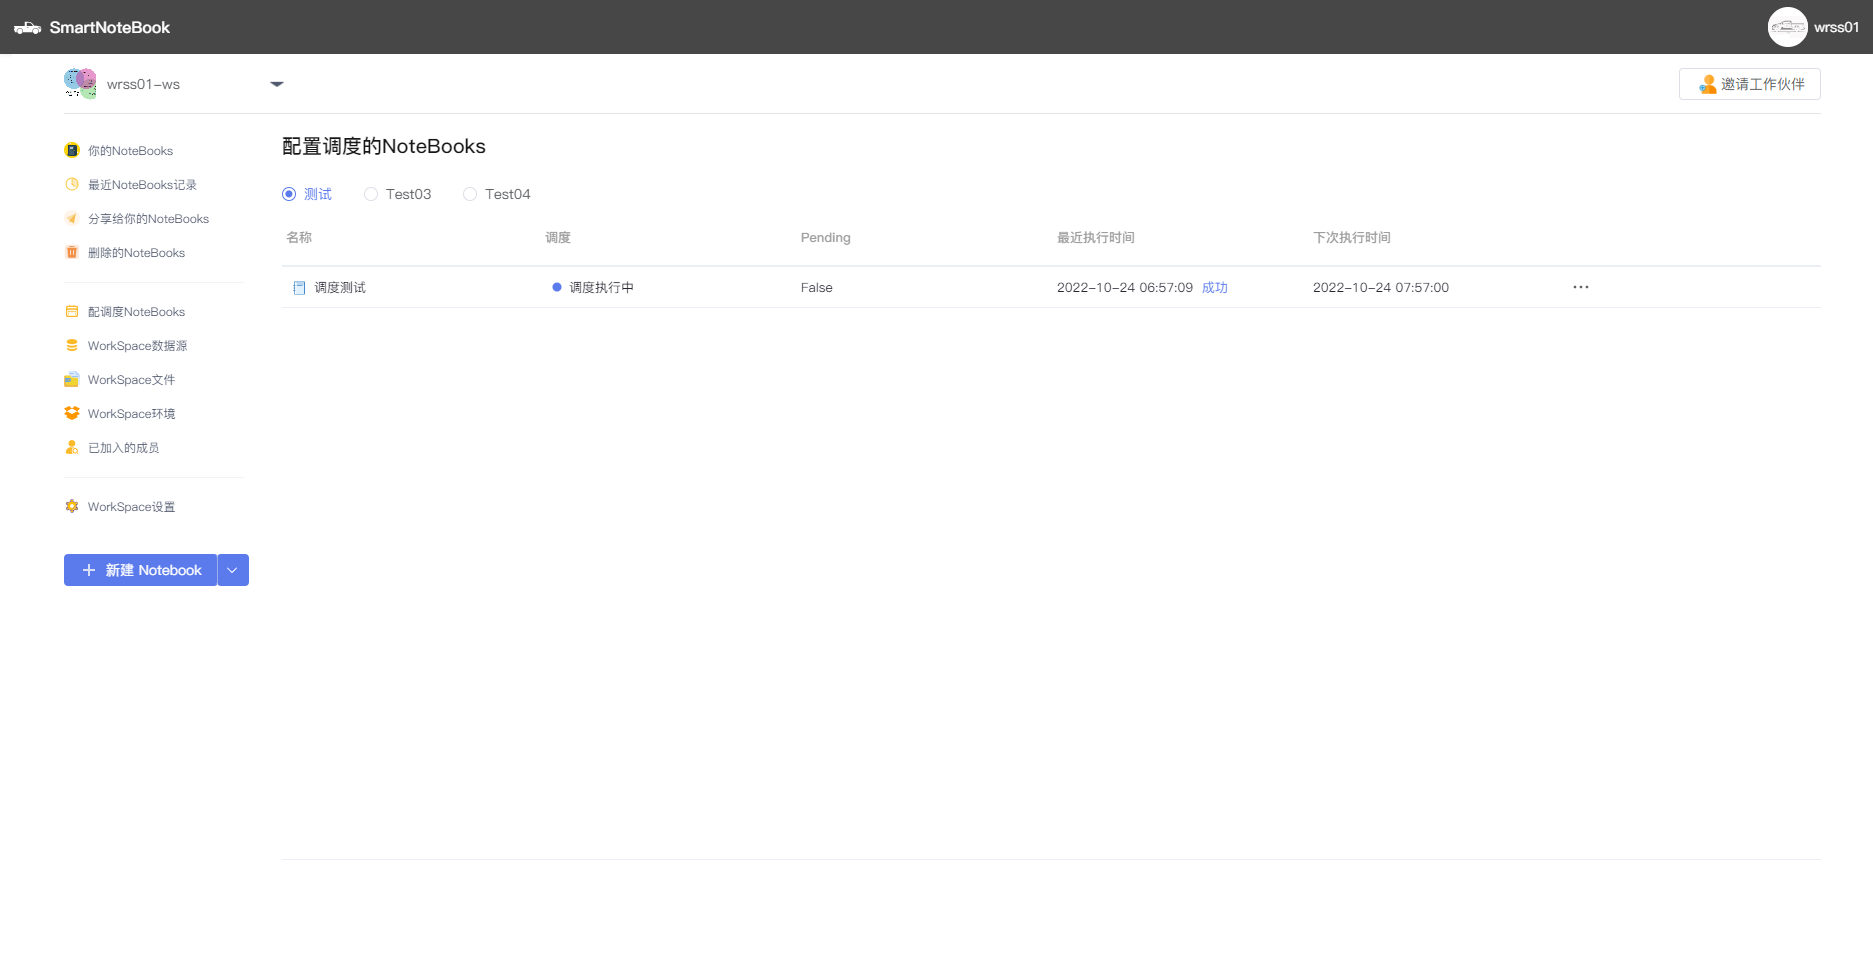 SmartNoteBook
wrss01
wrss01-ws
邀请工作伙伴
你的NoteBooks
最近NoteBooks记录
分享给你的NoteBooks
删除的NoteBooks
配调度NoteBooks
WorkSpace数据源
WorkSpace文件
WorkSpace环境
已加入的成员
WorkSpace设置
新建 Notebook
配置调度的NoteBooks
测试 Test03 Test04
名称 调度 Pending 最近执行时间 下次执行时间
调度测试 调度执行中 False 2022-10-24 06:57:09 成功 2022-10-24 07:57:00